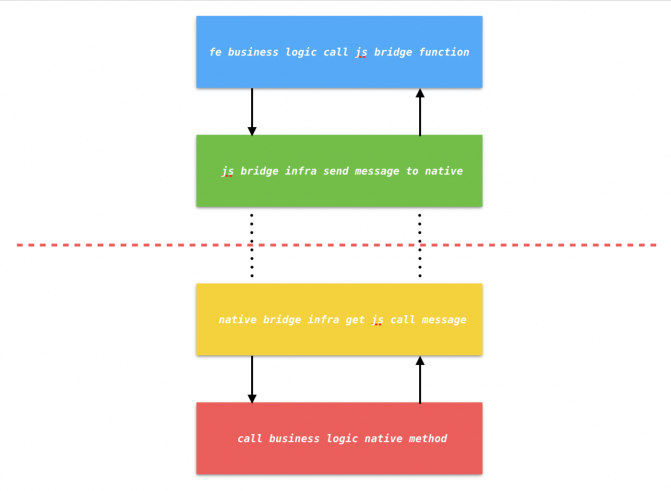 fe business logic call js bridge function
js bridge infra send message to native
native bridge infra get js call message
call business logic native method